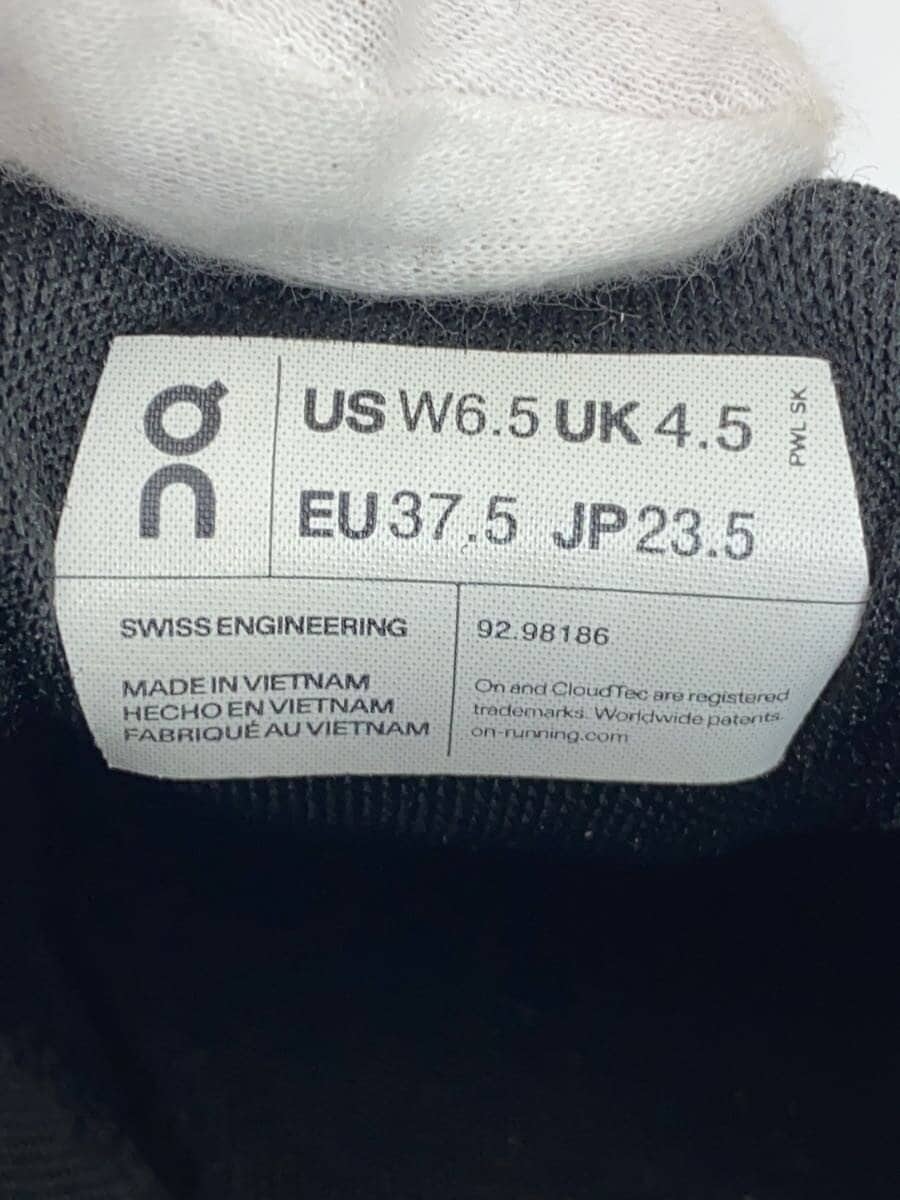 on
US W6.5 UK 4.5
EU 37.5 JP 23.5
PWL SK
SWISS ENGINEERING
MADE IN VIETNAM
HECHO EN VIETNAM
FABRIQUÉ AU VIETNAM
92.98186
On and CloudTec are registered
trademarks. Worldwide patents.
on-running.com